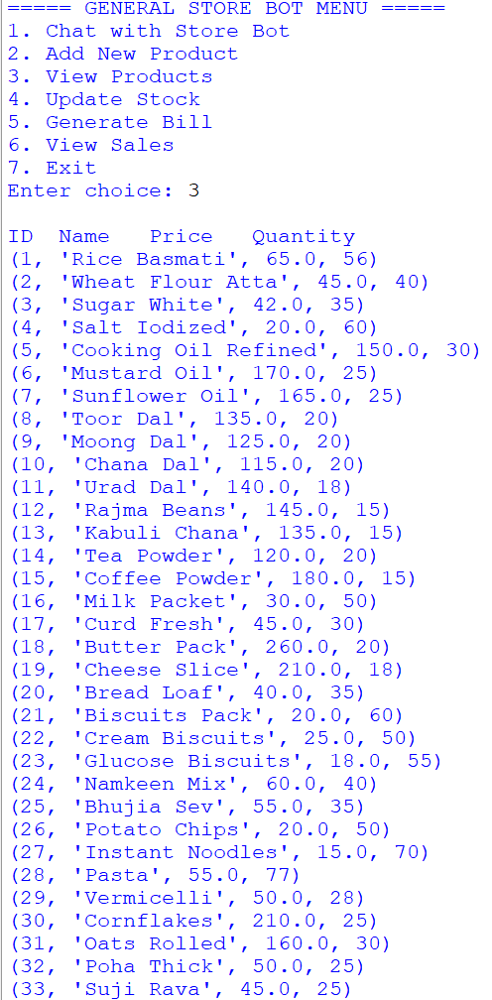 ===== GENERAL STORE BOT MENU =====
1. Chat with Store Bot
2. Add New Product
3. View Products
4. Update Stock
5. Generate Bill
6. View Sales
7. Exit
Enter choice: 3
ID  Name   Price   Quantity
(1, 'Rice Basmati', 65.0, 56)
(2, 'Wheat Flour Atta', 45.0, 40)
(3, 'Sugar White', 42.0, 35)
(4, 'Salt Iodized', 20.0, 60)
(5, 'Cooking Oil Refined', 150.0, 30)
(6, 'Mustard Oil', 170.0, 25)
(7, 'Sunflower Oil', 165.0, 25)
(8, 'Toor Dal', 135.0, 20)
(9, 'Moong Dal', 125.0, 20)
(10, 'Chana Dal', 115.0, 20)
(11, 'Urad Dal', 140.0, 18)
(12, 'Rajma Beans', 145.0, 15)
(13, 'Kabuli Chana', 135.0, 15)
(14, 'Tea Powder', 120.0, 20)
(15, 'Coffee Powder', 180.0, 15)
(16, 'Milk Packet', 30.0, 50)
(17, 'Curd Fresh', 45.0, 30)
(18, 'Butter Pack', 260.0, 20)
(19, 'Cheese Slice', 210.0, 18)
(20, 'Bread Loaf', 40.0, 35)
(21, 'Biscuits Pack', 20.0, 60)
(22, 'Cream Biscuits', 25.0, 50)
(23, 'Glucose Biscuits', 18.0, 55)
(24, 'Namkeen Mix', 60.0, 40)
(25, 'Bhujia Sev', 55.0, 35)
(26, 'Potato Chips', 20.0, 50)
(27, 'Instant Noodles', 15.0, 70)
(28, 'Pasta', 55.0, 77)
(29, 'Vermicelli', 50.0, 28)
(30, 'Cornflakes', 210.0, 25)
(31, 'Oats Rolled', 160.0, 30)
(32, 'Poha Thick', 50.0, 25)
(33, 'Suji Rava', 45.0, 25)